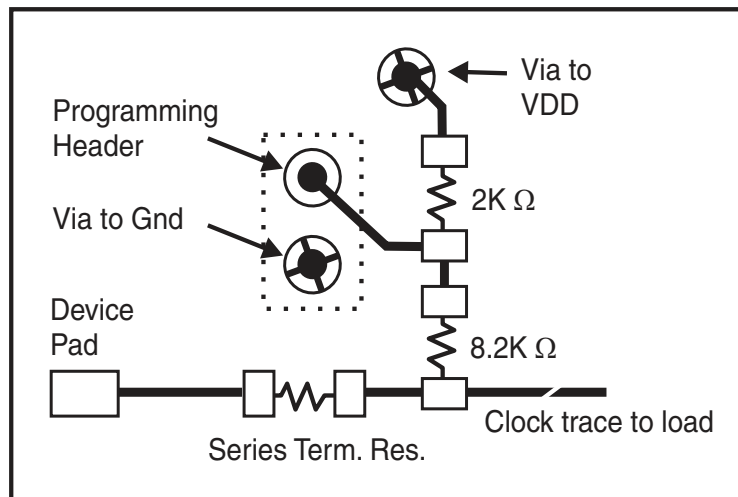 Via to
VDD
Programming
Header
2K Ω
Via to Gnd
Device
Pad
8.2K Ω
Clock trace to load
Series Term. Res.